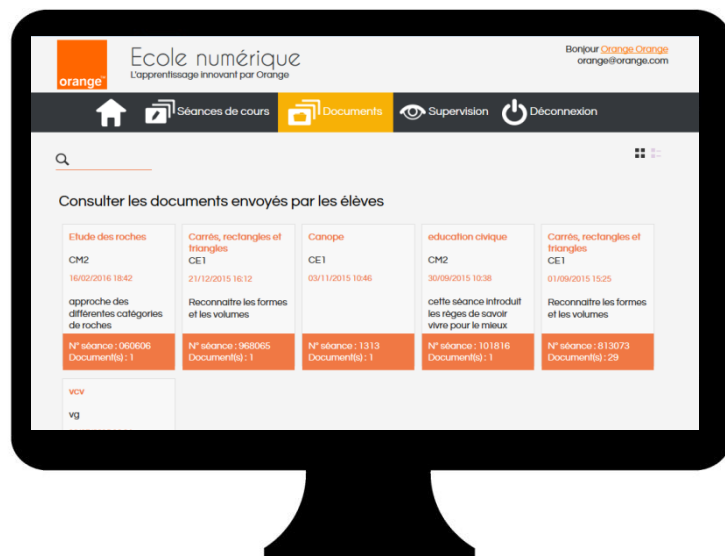 Ecole numérique
L'apprentissage innovant par Orange
orange™
Bonjour Orange Orange
orange@orange.com
Séances de cours
Documents
Supervision
Déconnexion
Consulter les documents envoyés par les élèves
Etude des roches
CM2
16/02/2016 18:42
approche des
différentes catégories
de roches
N° séance : 060606
Document(s) : 1
Carrés, rectangles et
triangles
CE1
21/12/2015 16:12
Reconnaitre les formes
et les volumes
N° séance : 968065
Document(s) : 1
Canope
CE1
03/11/2015 10:46
N° séance : 1313
Document(s) : 1
education civique
CM2
30/09/2015 10:38
cette séance introduit
les règes de savoir
vivre pour le mieux
N° séance : 101816
Document(s) : 1
Carrés, rectangles et
triangles
CE1
01/09/2015 15:25
Reconnaitre les formes
et les volumes
N° séance : 813073
Document(s) : 29
vcv
vg